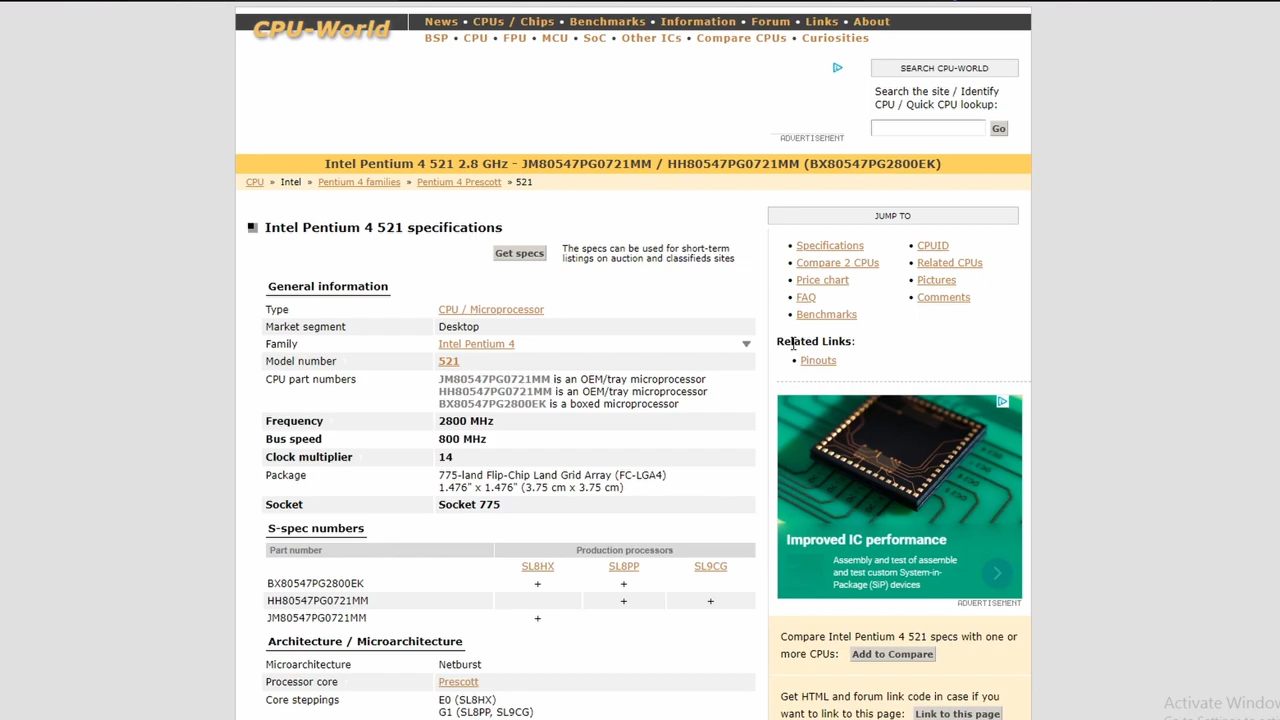 CPU-World
News • CPUs / Chips • Benchmarks • Information • Forum • Links • About
BSP • CPU • FPU • MCU • SoC • Other ICs • Compare CPUs • Curiosities
ADVERTISEMENT
SEARCH CPU-WORLD
Search the site / Identify
CPU / Quick CPU lookup:
Go
Intel Pentium 4 521 2.8 GHz - JM80547PG0721MM / HH80547PG0721MM (BX80547PG2800EK)
CPU » Intel » Pentium 4 families » Pentium 4 Prescott » 521
Intel Pentium 4 521 specifications
Get specs
The specs can be used for short-term
listings on auction and classifieds sites
General information
Type CPU / Microprocessor
Market segment Desktop
Family Intel Pentium 4
Model number 521
CPU part numbers JM80547PG0721MM is an OEM/tray microprocessor
HH80547PG0721MM is an OEM/tray microprocessor
BX80547PG2800EK is a boxed microprocessor
Frequency 2800 MHz
Bus speed 800 MHz
Clock multiplier 14
Package 775-land Flip-Chip Land Grid Array (FC-LGA4)
1.476" x 1.476" (3.75 cm x 3.75 cm)
Socket Socket 775
S-spec numbers
Part number Production processors
SL8HX SL8PP SL9CG
BX80547PG2800EK + +
HH80547PG0721MM + +
JM80547PG0721MM +
Architecture / Microarchitecture
Microarchitecture Netburst
Processor core Prescott
Core steppings E0 (SL8HX)
G1 (SL8PP, SL9CG)
JUMP TO
• Specifications • CPUID
• Compare 2 CPUs • Related CPUs
• Price chart • Pictures
• FAQ • Comments
• Benchmarks
Related Links:
• Pinouts
Improved IC performance
Assembly and test of assemble
and test custom System-in-
Package (SiP) devices
ADVERTISEMENT
Compare Intel Pentium 4 521 specs with one or
more CPUs: Add to Compare
Get HTML and forum link code in case if you
want to link to this page: Link to this page
Activate Window